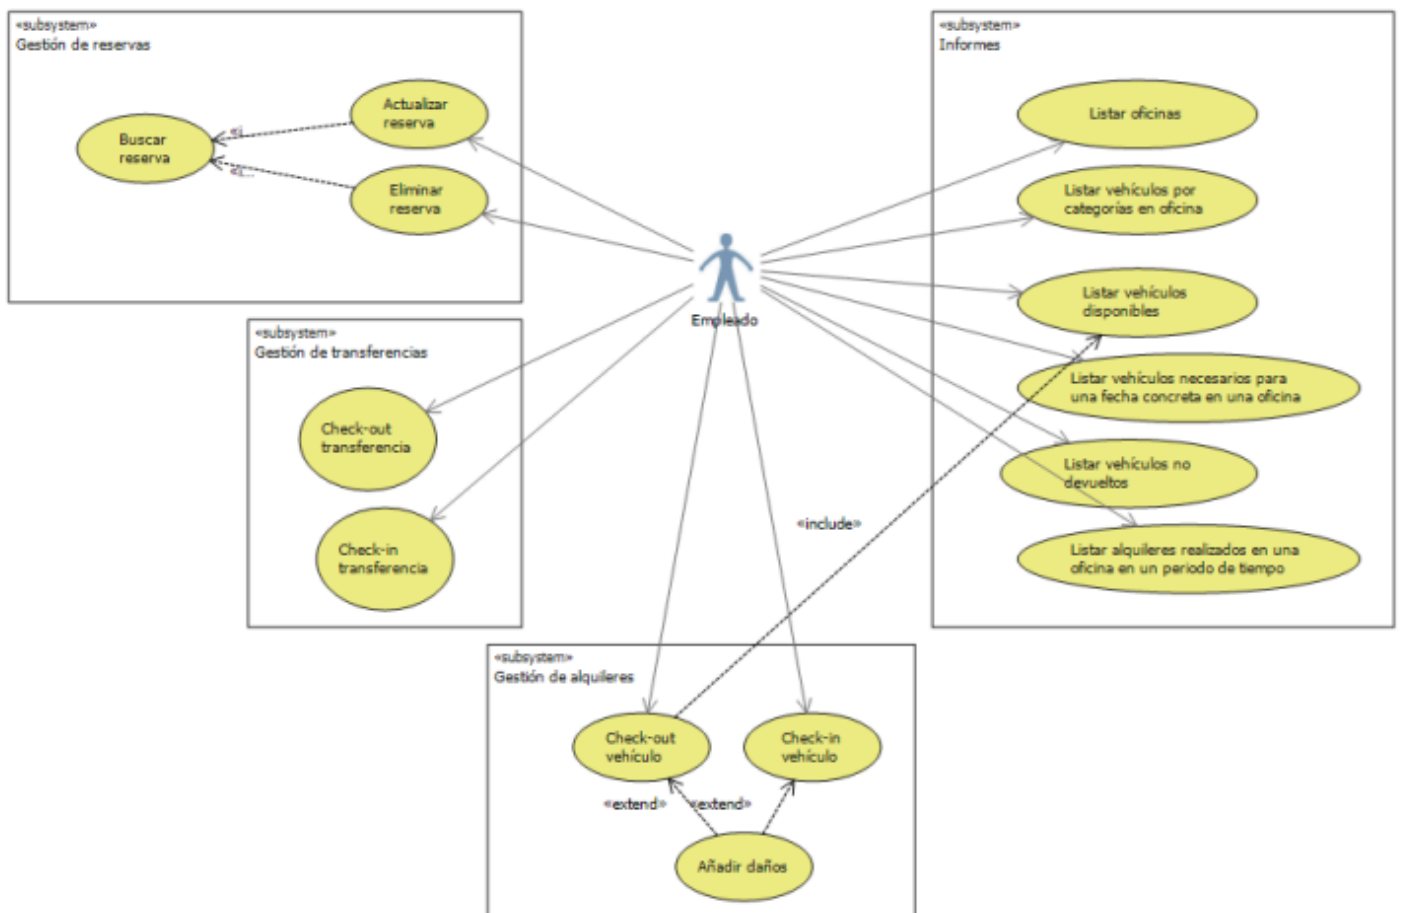 «subsystem»
Gestión de reservas
Buscar
reserva
«i...
«i...
Actualizar
reserva
Eliminar
reserva
«subsystem»
Gestión de transferencias
Check-out
transferencia
Check-in
transferencia
Empleado
«subsystem»
Informes
Listar oficinas
Listar vehículos por
categorías en oficina
Listar vehículos
disponibles
Listar vehículos necesarios para
una fecha concreta en una oficina
Listar vehículos no
devueltos
Listar alquileres realizados en una
oficina en un periodo de tiempo
«include»
«subsystem»
Gestión de alquileres
Check-out
vehículo
Check-in
vehículo
«extend»
«extend»
Añadir daños